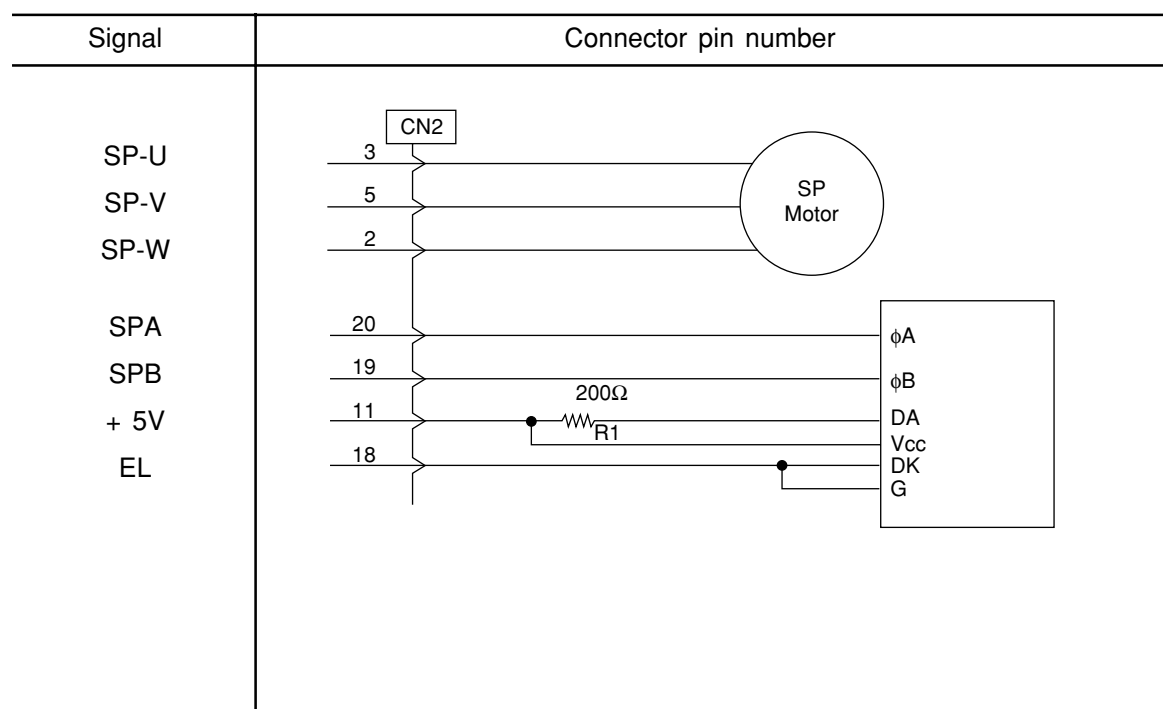 Signal Connector pin number
CN2
SP-U 3
SP-V 5 SP
Motor
SP-W 2
SPA 20 ϕA
SPB 19 ϕB
200Ω
+ 5V 11 DA
R1
Vcc
EL 18 DK
G